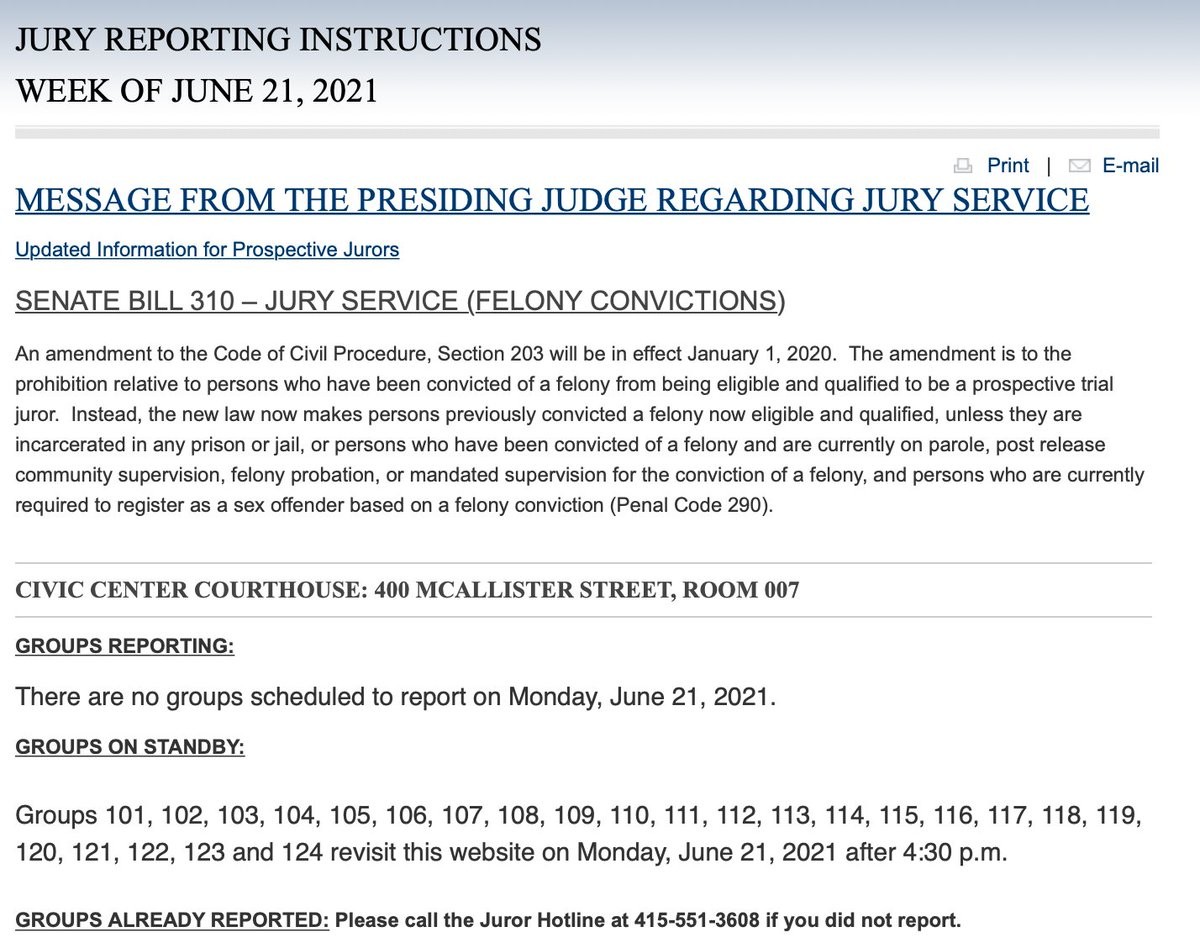 JURY REPORTING INSTRUCTIONS
WEEK OF JUNE 21, 2021
Print | E-mail
MESSAGE FROM THE PRESIDING JUDGE REGARDING JURY SERVICE
Updated Information for Prospective Jurors
SENATE BILL 310 – JURY SERVICE (FELONY CONVICTIONS)
An amendment to the Code of Civil Procedure, Section 203 will be in effect January 1, 2020.  The amendment is to the
prohibition relative to persons who have been convicted of a felony from being eligible and qualified to be a prospective trial
juror.  Instead, the new law now makes persons previously convicted a felony now eligible and qualified, unless they are
incarcerated in any prison or jail, or persons who have been convicted of a felony and are currently on parole, post release
community supervision, felony probation, or mandated supervision for the conviction of a felony, and persons who are currently
required to register as a sex offender based on a felony conviction (Penal Code 290).
CIVIC CENTER COURTHOUSE: 400 MCALLISTER STREET, ROOM 007
GROUPS REPORTING:
There are no groups scheduled to report on Monday, June 21, 2021.
GROUPS ON STANDBY:
Groups 101, 102, 103, 104, 105, 106, 107, 108, 109, 110, 111, 112, 113, 114, 115, 116, 117, 118, 119,
120, 121, 122, 123 and 124 revisit this website on Monday, June 21, 2021 after 4:30 p.m.
GROUPS ALREADY REPORTED: Please call the Juror Hotline at 415-551-3608 if you did not report.